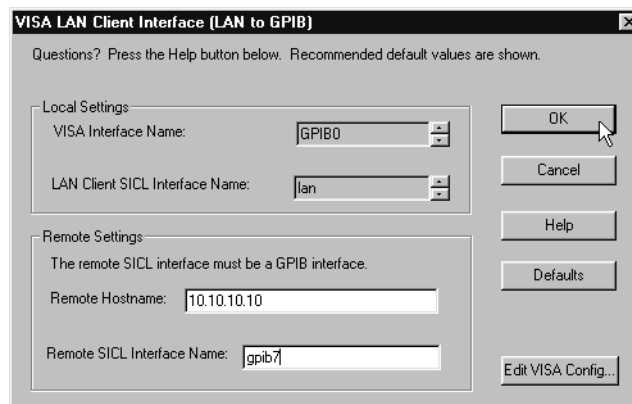 VISA LAN Client Interface (LAN to GPIB)
Questions? Press the Help button below. Recommended default values are shown.
Local Settings
VISA Interface Name: GPIB0
LAN Client SICL Interface Name: lan
Remote Settings
The remote SICL interface must be a GPIB interface.
Remote Hostname: 10.10.10.10
Remote SICL Interface Name: gpib7
OK
Cancel
Help
Defaults
Edit VISA Config...